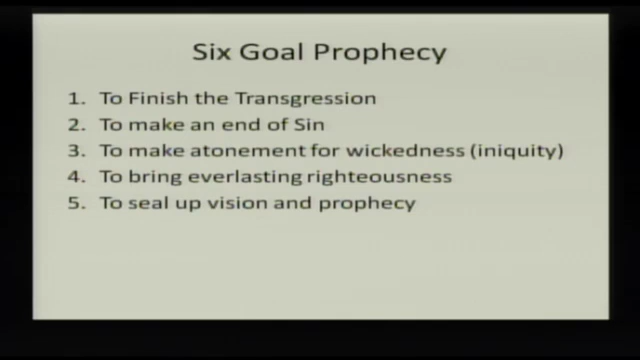 Six Goal Prophecy
1. To Finish the Transgression
2. To make an end of Sin
3. To make atonement for wickedness (iniquity)
4. To bring everlasting righteousness
5. To seal up vision and prophecy